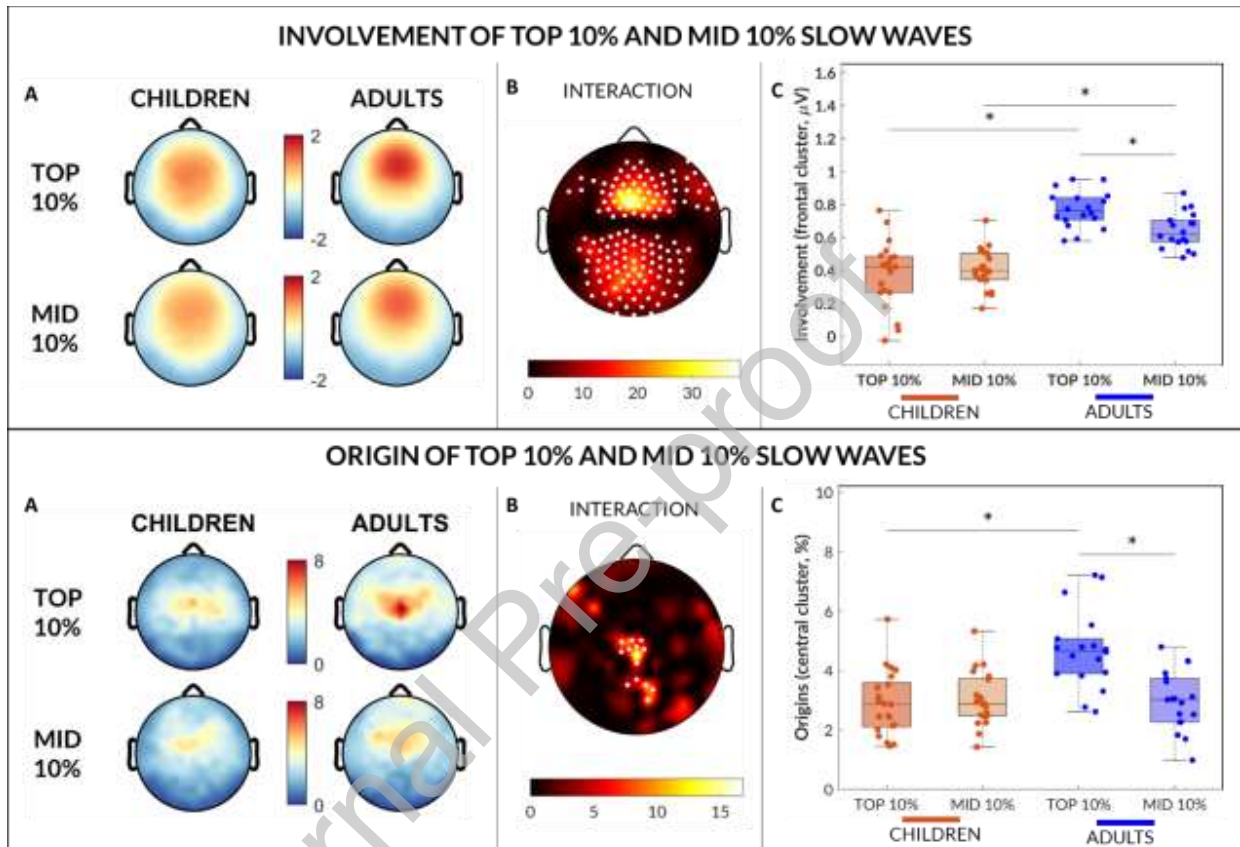 INVOLVEMENT OF TOP 10% AND MID 10% SLOW WAVES
A
CHILDREN
ADULTS
TOP
10%
2
-2
MID
10%
2
-2
B
INTERACTION
0 10 20 30
C
Involvement (frontal cluster, μV)
1.6
1.4
1.2
1
0.8
0.6
0.4
0.2
0
*
*
*
TOP 10% MID 10% TOP 10% MID 10%
CHILDREN ADULTS
ORIGIN OF TOP 10% AND MID 10% SLOW WAVES
A
CHILDREN
ADULTS
TOP
10%
8
0
MID
10%
8
0
B
INTERACTION
0 5 10 15
C
Origins (central cluster, %)
10
8
6
4
2
0
*
*
TOP 10% MID 10% TOP 10% MID 10%
CHILDREN ADULTS
rnal Pre-proof